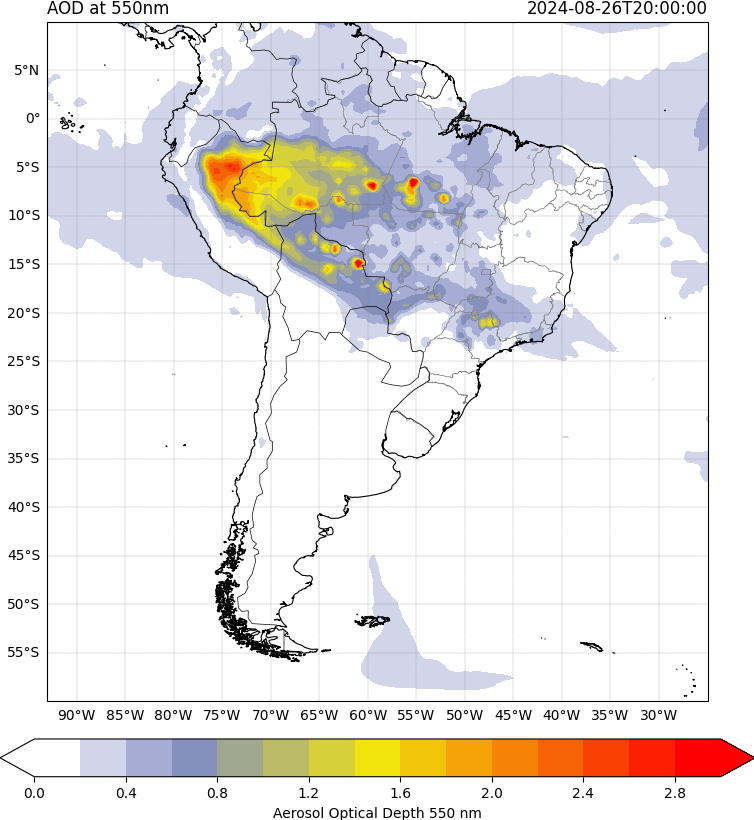 AOD at 550nm 2024-08-26T20:00:00
5°N
0°
5°S
10°S
15°S
20°S
25°S
30°S
35°S
40°S
45°S
50°S
55°S
90°W 85°W 80°W 75°W 70°W 65°W 60°W 55°W 50°W 45°W 40°W 35°W 30°W
0.0 0.4 0.8 1.2 1.6 2.0 2.4 2.8
Aerosol Optical Depth 550 nm